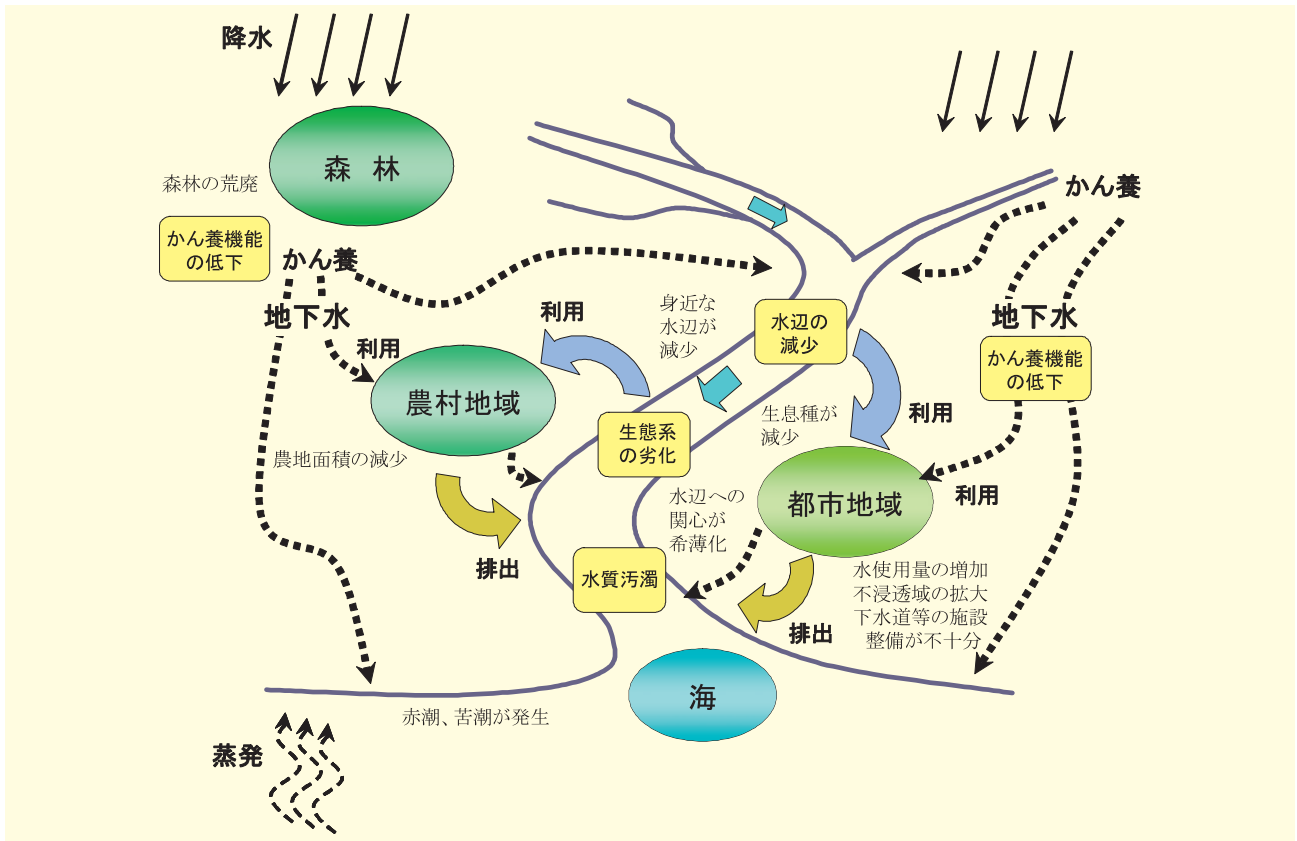 降水
森　林
森林の荒廃
かん養機能
の低下
かん養
地下水
利用
農村地域
農地面積の減少
利用
排出
身近な
水辺が
減少
水辺の
減少
生態系
の劣化
生息種が
減少
利用
水辺への
関心が
希薄化
水質汚濁
かん養
地下水
かん養機能
の低下
利用
都市地域
水使用量の増加
不浸透域の拡大
下水道等の施設
整備が不十分
排出
海
赤潮、苦潮が発生
蒸発